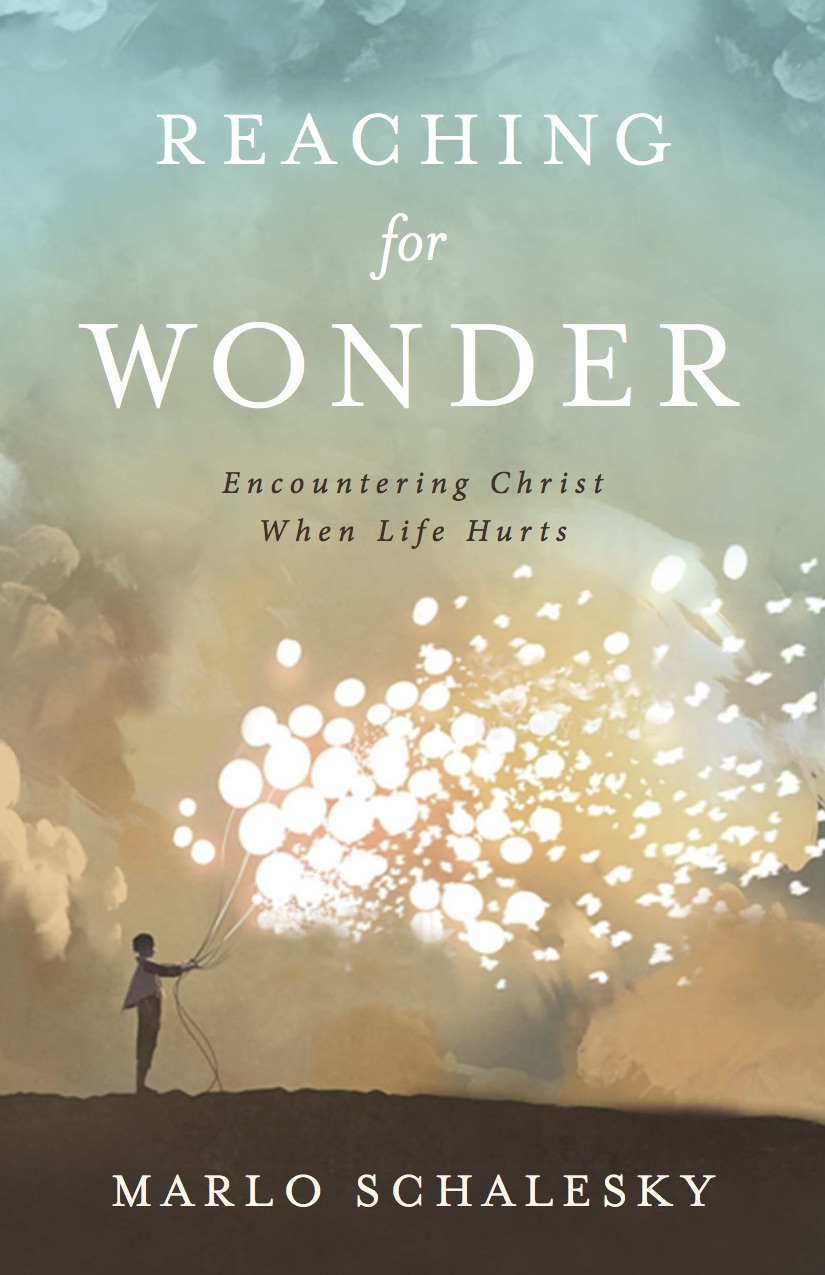 REACHING
for
WONDER
Encountering Christ
When Life Hurts
MARLO SCHALESKY